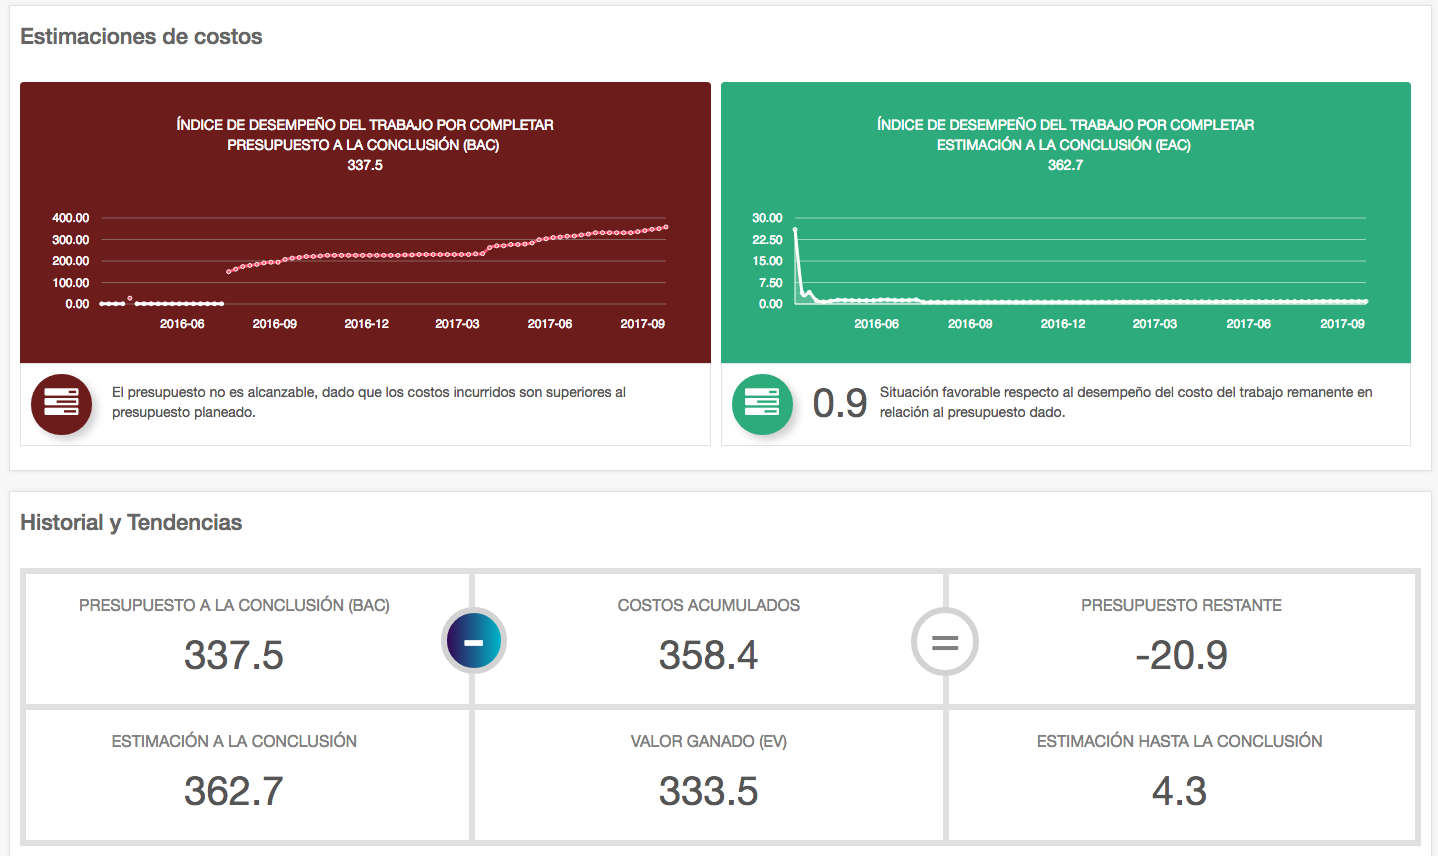 Estimaciones de costos
ÍNDICE DE DESEMPEÑO DEL TRABAJO POR COMPLETAR
PRESUPUESTO A LA CONCLUSIÓN (BAC)
337.5
400.00
300.00
200.00
100.00
0.00
2016-06 2016-09 2016-12 2017-03 2017-06 2017-09
El presupuesto no es alcanzable, dado que los costos incurridos son superiores al
presupuesto planeado.
ÍNDICE DE DESEMPEÑO DEL TRABAJO POR COMPLETAR
ESTIMACIÓN A LA CONCLUSIÓN (EAC)
362.7
30.00
22.50
15.00
7.50
0.00
2016-06 2016-09 2016-12 2017-03 2017-06 2017-09
0.9
Situación favorable respecto al desempeño del costo del trabajo remanente en
relación al presupuesto dado.
Historial y Tendencias
PRESUPUESTO A LA CONCLUSIÓN (BAC)
337.5
-
COSTOS ACUMULADOS
358.4
=
PRESUPUESTO RESTANTE
-20.9
ESTIMACIÓN A LA CONCLUSIÓN
362.7
VALOR GANADO (EV)
333.5
ESTIMACIÓN HASTA LA CONCLUSIÓN
4.3